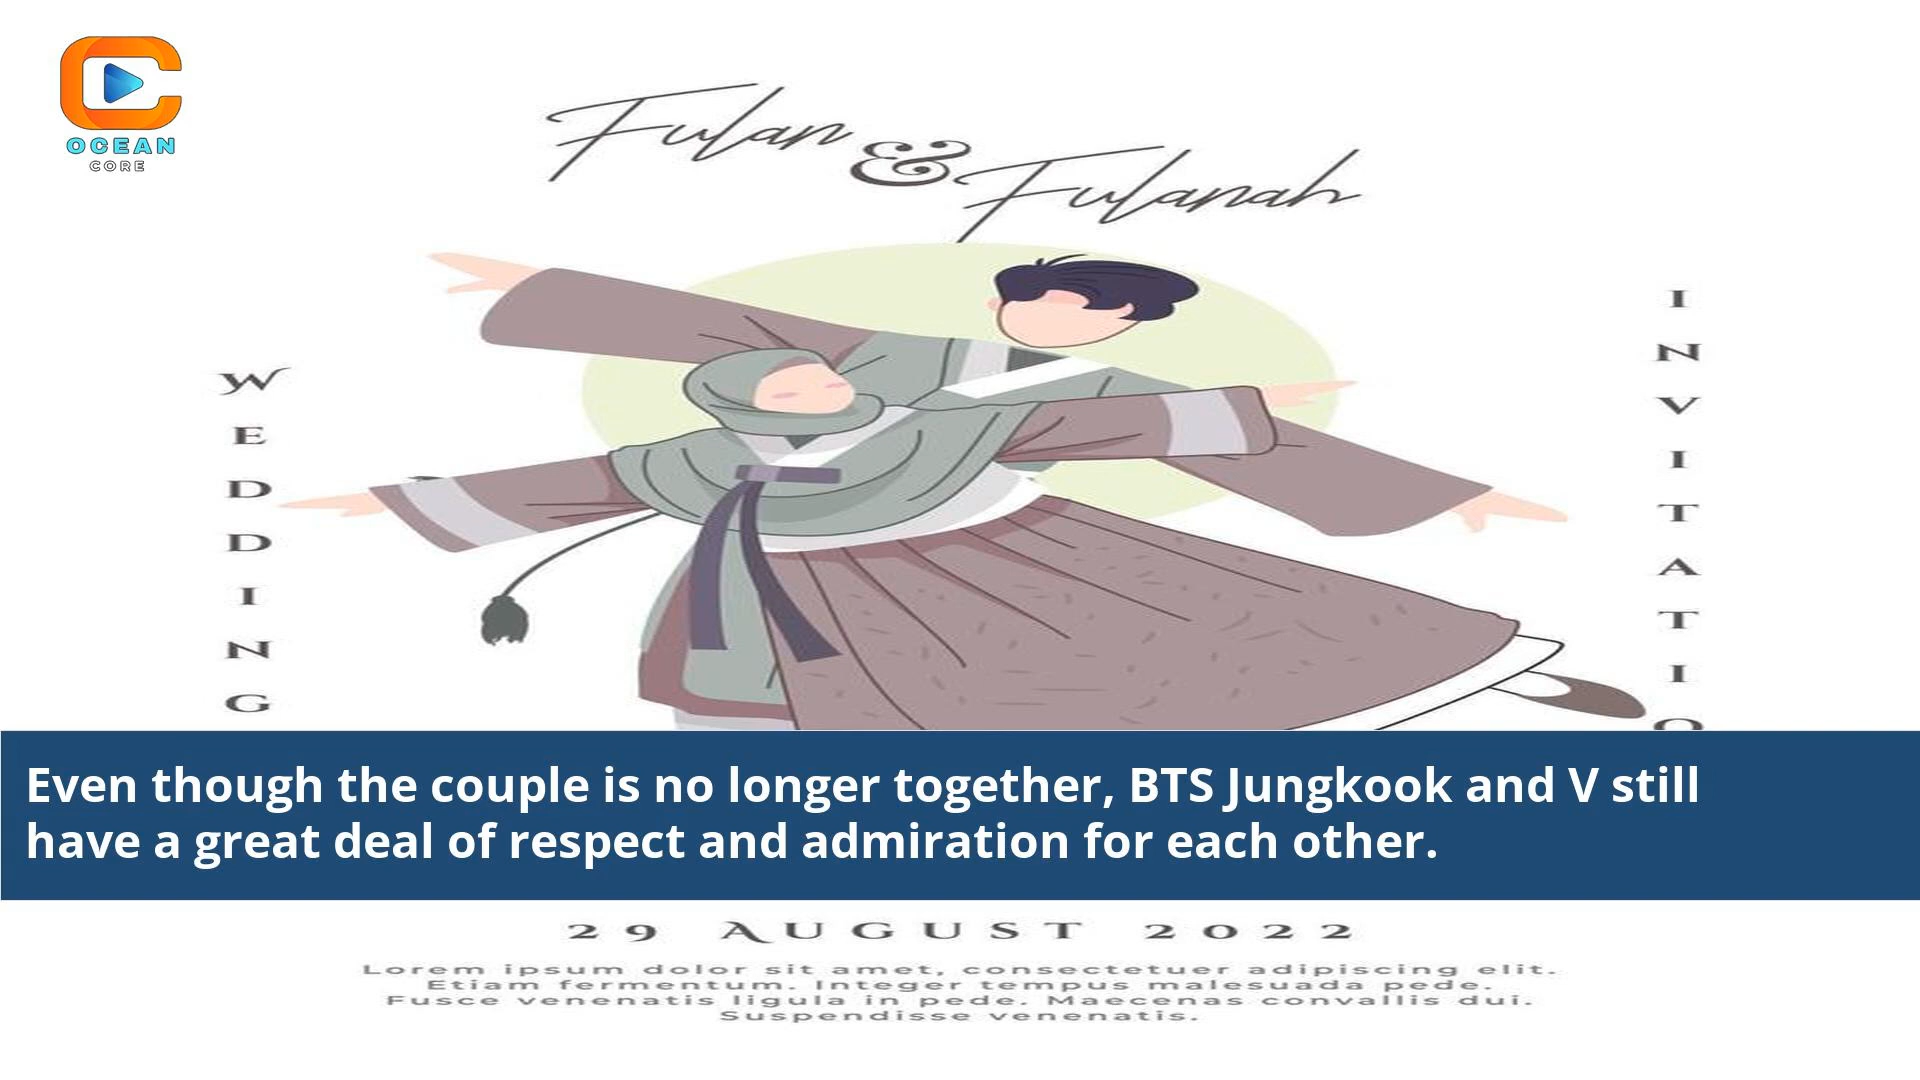 OCEAN
CORE
Fulan & Fulanah
WEDDING
INVITATIO
Even though the couple is no longer together, BTS Jungkook and V still
have a great deal of respect and admiration for each other.
29 AUGUST 2022
Lorem ipsum dolor sit amet, consectetuer adipiscing elit.
Etiam fermentum. Integer tempus malesuada pede.
Fusce venenatis ligula in pede. Maecenas convallis dui.
Suspendisse venenatis.